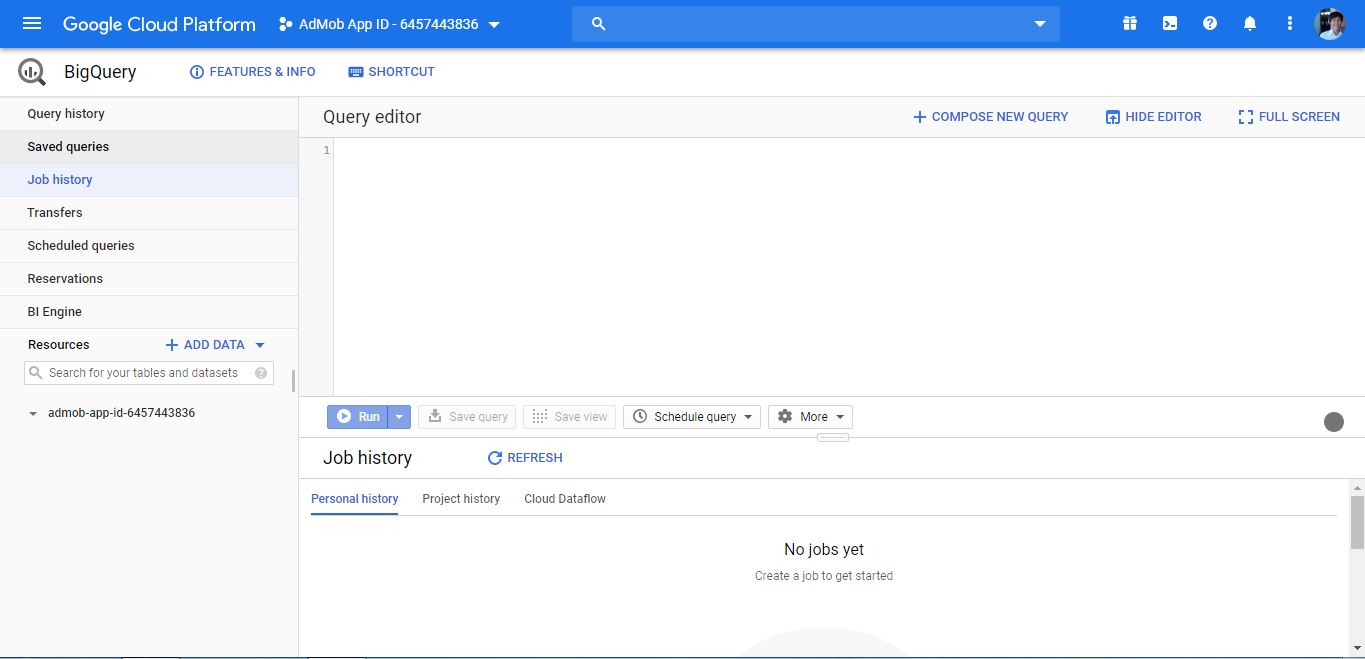 Google Cloud Platform AdMob App ID - 6457443836
BigQuery FEATURES & INFO SHORTCUT
Query history
Saved queries
Job history
Transfers
Scheduled queries
Reservations
BI Engine
Resources ADD DATA
Search for your tables and datasets
admob-app-id-6457443836
Query editor COMPOSE NEW QUERY HIDE EDITOR FULL SCREEN
1
Run Save query Save view Schedule query More
Job history REFRESH
Personal history Project history Cloud Dataflow
No jobs yet
Create a job to get started